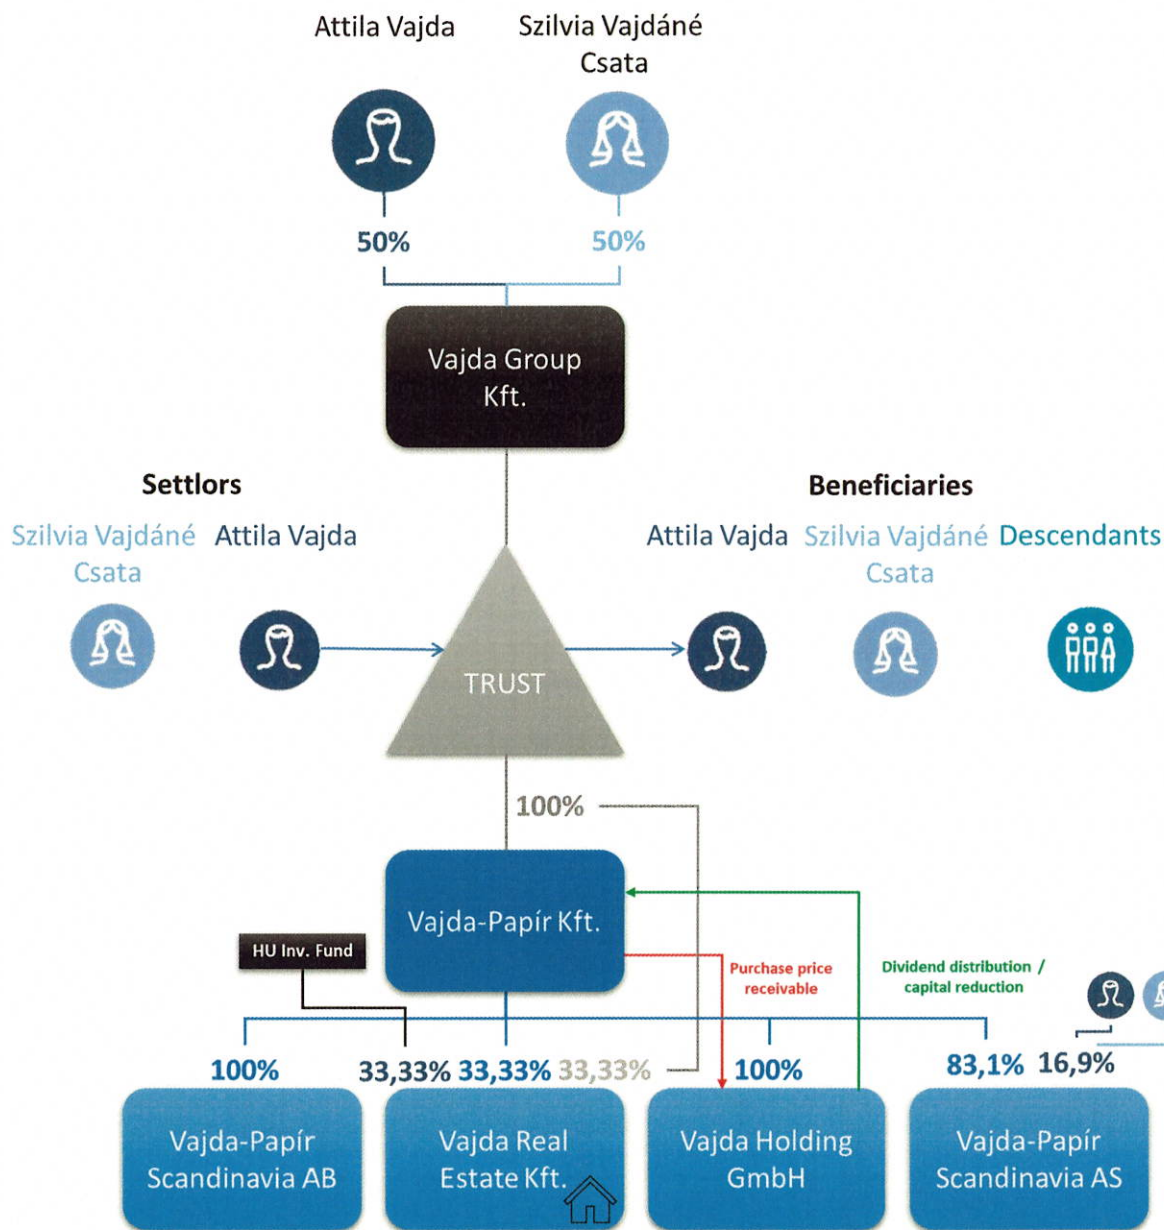 Attila Vajda
Szilvia Vajdáné
Csata
50%
50%
Vajda Group
Kft.
Settlors
Beneficiaries
Szilvia Vajdáné
Csata
Attila Vajda
Attila Vajda
Szilvia Vajdáné
Csata
Descendants
TRUST
100%
Vajda-Papír Kft.
HU Inv. Fund
Purchase price
receivable
Dividend distribution /
capital reduction
100%
33,33%
33,33%
33,33%
100%
83,1%
16,9%
Vajda-Papír
Scandinavia AB
Vajda Real
Estate Kft.
Vajda Holding
GmbH
Vajda-Papír
Scandinavia AS